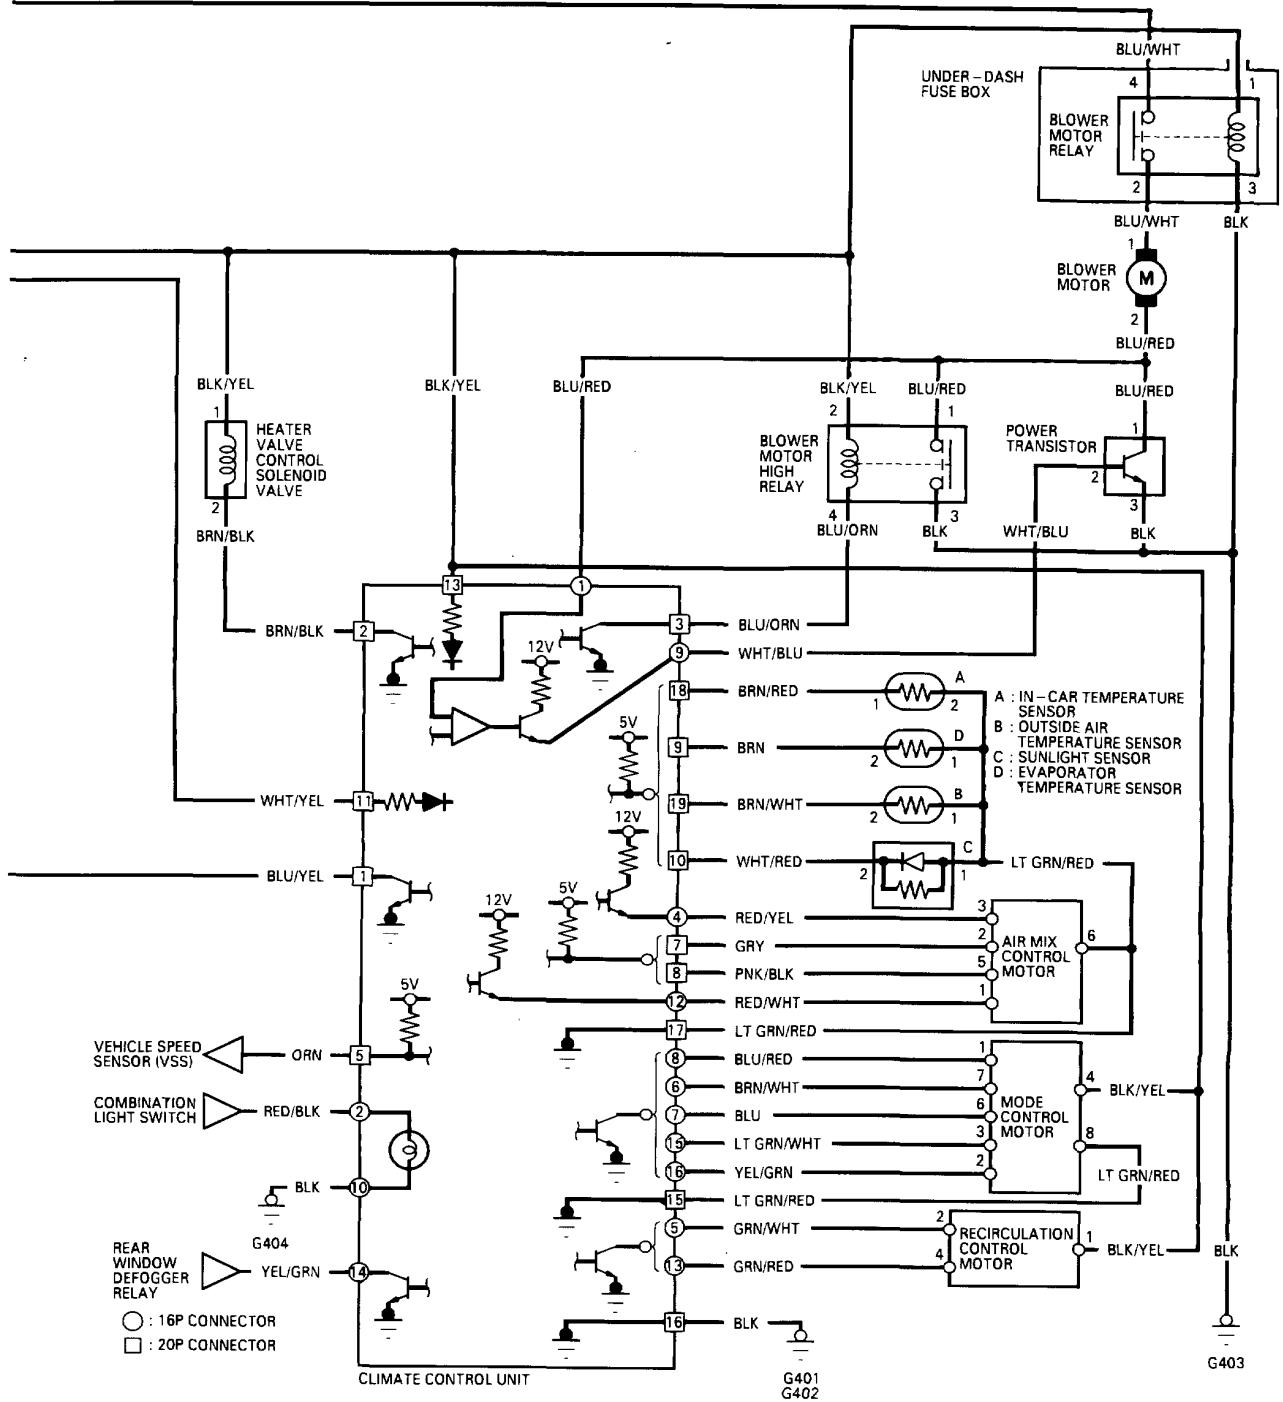 BLU/WHT
UNDER-DASH
FUSE BOX
4
1
BLOWER
MOTOR
RELAY
2
3
BLU/WHT
BLK
1
BLOWER
MOTOR
M
2
BLU/RED
BLK/YEL
BLK/YEL
BLU/RED
BLK/YEL
BLU/RED
BLU/RED
1
HEATER
VALVE
CONTROL
SOLENOID
VALVE
2
BRN/BLK
2
1
BLOWER
MOTOR
HIGH
RELAY
4
3
BLU/ORN
BLK
POWER
TRANSISTOR
1
2
3
WHT/BLU
BLK
13
1
BRN/BLK
2
12V
3
BLU/ORN
9
WHT/BLU
18
BRN/RED
1
A
2
5V
9
BRN
2
D
1
A : IN-CAR TEMPERATURE
SENSOR
B : OUTSIDE AIR
TEMPERATURE SENSOR
C : SUNLIGHT SENSOR
D : EVAPORATOR
TEMPERATURE SENSOR
WHT/YEL
11
19
BRN/WHT
2
B
1
12V
10
WHT/RED
2
C
1
LT GRN/RED
BLU/YEL
1
12V
5V
4
RED/YEL
3
7
GRY
2
8
PNK/BLK
5
12
RED/WHT
1
AIR MIX
CONTROL
MOTOR
6
5V
17
LT GRN/RED
VEHICLE SPEED
SENSOR (VSS)
ORN
5
8
BLU/RED
1
6
BRN/WHT
7
7
BLU
6
15
LT GRN/WHT
3
16
YEL/GRN
2
MODE
CONTROL
MOTOR
4
BLK/YEL
8
LT GRN/RED
COMBINATION
LIGHT SWITCH
RED/BLK
2
BLK
10
G404
15
LT GRN/RED
5
GRN/WHT
2
13
GRN/RED
4
RECIRCULATION
CONTROL
MOTOR
1
BLK/YEL
BLK
REAR
WINDOW
DEFOGGER
RELAY
YEL/GRN
14
: 16P CONNECTOR
: 20P CONNECTOR
16
BLK
G401
G402
G403
CLIMATE CONTROL UNIT